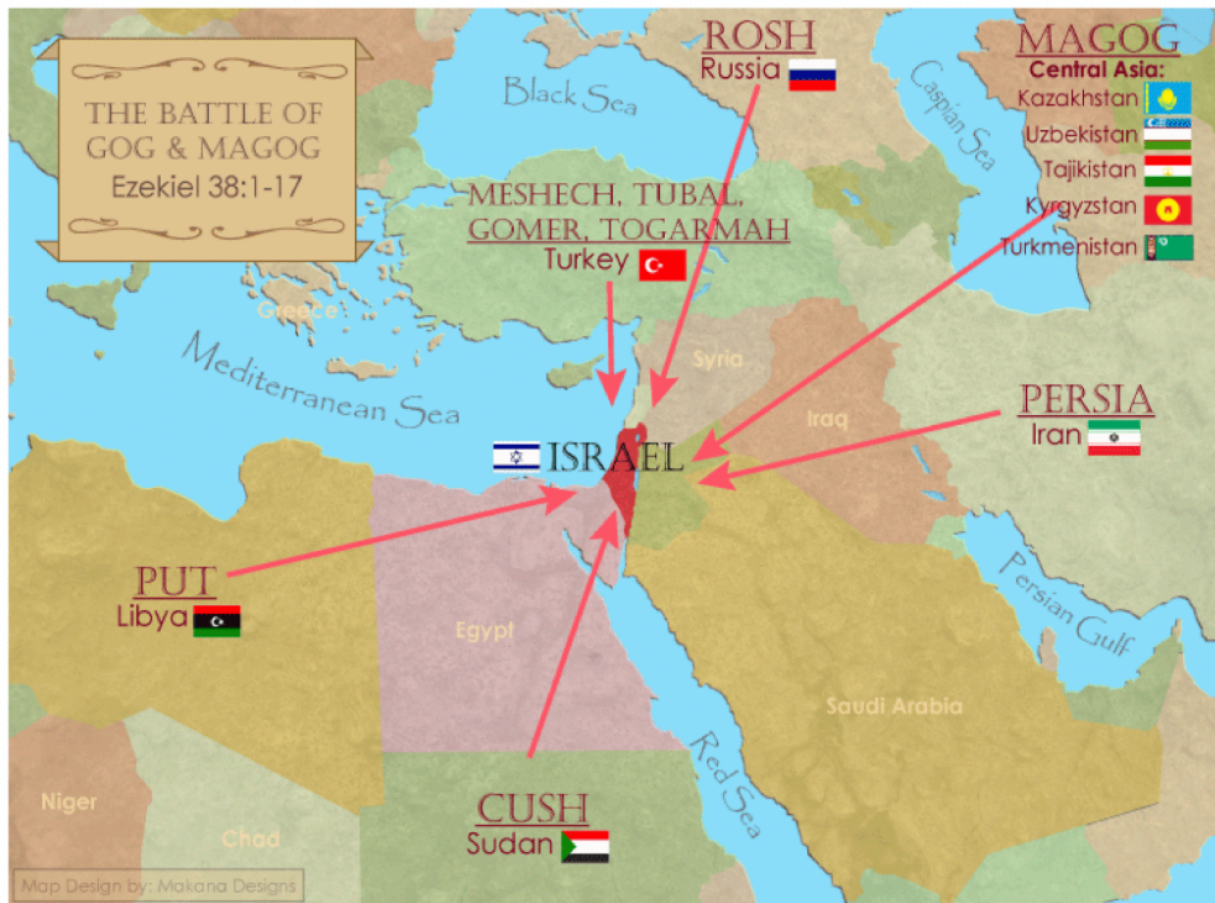 THE BATTLE OF
GOG & MAGOG
Ezekiel 38:1-17
ROSH
Russia
MAGOG
Central Asia:
Kazakhstan
Uzbekistan
Tajikistan
Kyrgyzstan
Turkmenistan
Black Sea
Caspian Sea
MESHECH, TUBAL,
GOMER, TOGARMAH
Turkey
Greece
Mediterranean Sea
Syria
Iraq
PERSIA
Iran
ISRAEL
PUT
Libya
Egypt
Persian Gulf
Saudi Arabia
Red Sea
Niger
Chad
CUSH
Sudan
Map Design by: Makana Designs